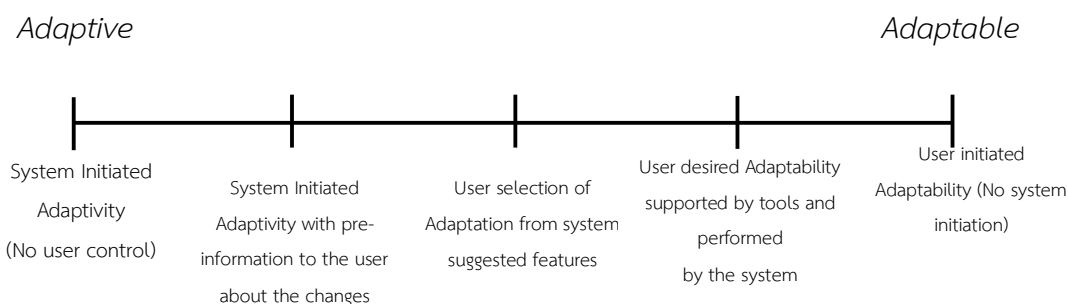 Adaptive
Adaptable
System Initiated
Adaptivity
(No user control)
System Initiated
Adaptivity with pre-
information to the user
about the changes
User selection of
Adaptation from system
suggested features
User desired Adaptability
supported by tools and
performed
by the system
User initiated
Adaptability (No system
initiation)